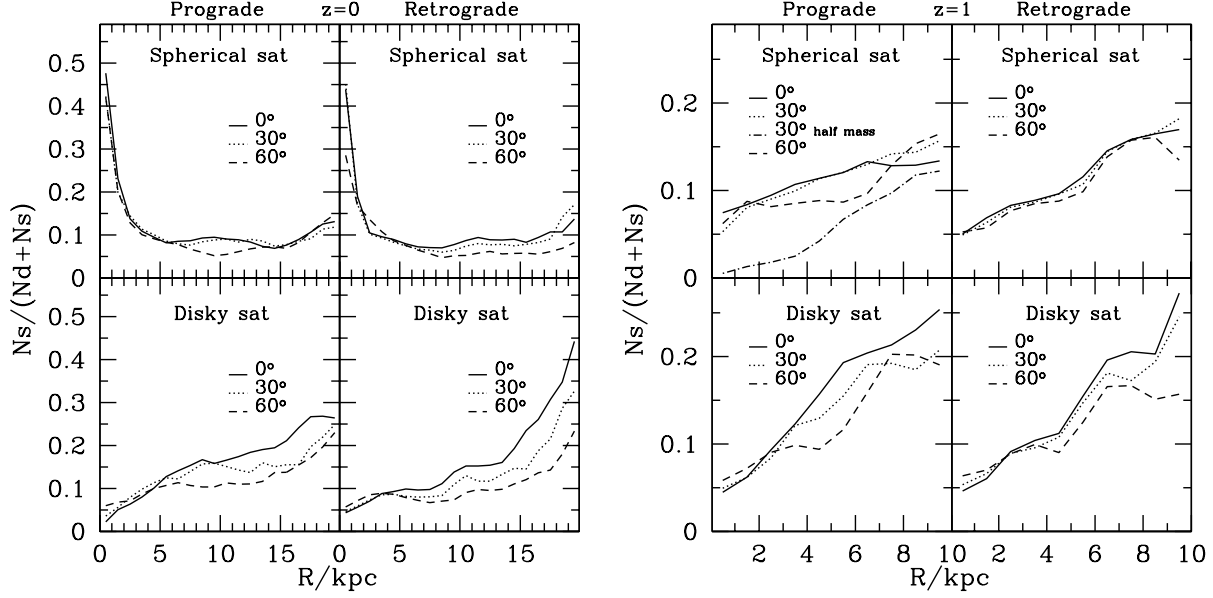 Prograde z=0 Retrograde
Spherical sat
0°
30°
60°
Spherical sat
0°
30°
60°
0.5
0.4
0.3
0.2
0.1
0
Disky sat
0°
30°
60°
Disky sat
0°
30°
60°
0.5
0.4
0.3
0.2
0.1
0
Ns/(Nd+Ns)
0 5 10 15 0 5 10 15
R/kpc
Prograde z=1 Retrograde
Spherical sat
0°
30°
30° half mass
60°
Spherical sat
0°
30°
60°
0.2
0.1
0
Disky sat
0°
30°
60°
Disky sat
0°
30°
60°
0.2
0.1
0
Ns/(Nd+Ns)
2 4 6 8 10 2 4 6 8 10
R/kpc